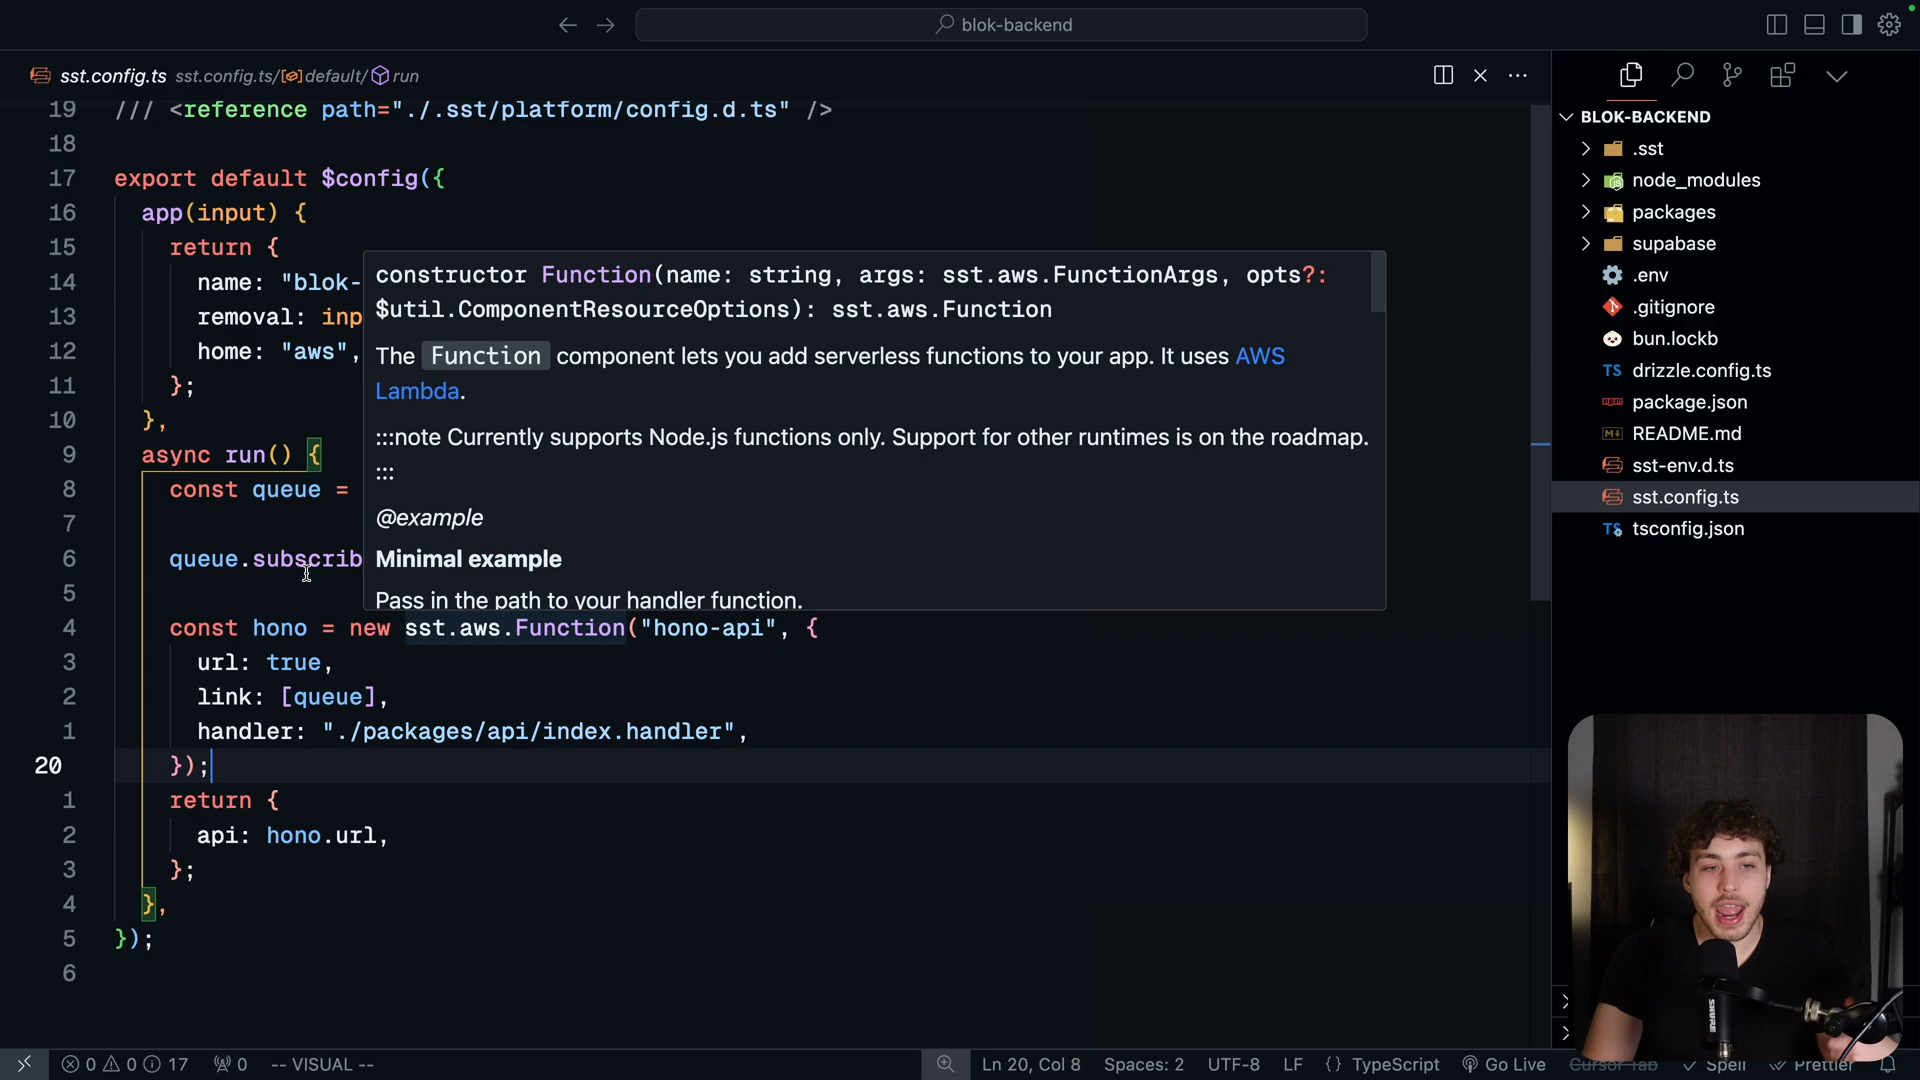 blok-backend
sst.config.ts sst.config.ts/default/run
19 /// <reference path="./.sst/platform/config.d.ts" />
18
17 export default $config({
16 app(input) {
15 return {
14 name: "blok-
13 removal: inp
12 home: "aws",
11 };
10 },
9 async run() {
8 const queue =
7
6 queue.subscrib
5
4 const hono = new sst.aws.Function("hono-api", {
3 url: true,
2 link: [queue],
1 handler: "./packages/api/index.handler",
20 });
1 return {
2 api: hono.url,
3 };
4 },
5 });
6
constructor Function(name: string, args: sst.aws.FunctionArgs, opts?:
$util.ComponentResourceOptions): sst.aws.Function
The Function component lets you add serverless functions to your app. It uses AWS
Lambda.
:::note Currently supports Node.js functions only. Support for other runtimes is on the roadmap.
:::
@example
Minimal example
Pass in the path to your handler function.
BLOK-BACKEND
.sst
node_modules
packages
supabase
.env
.gitignore
bun.lockb
TS drizzle.config.ts
package.json
README.md
sst-env.d.ts
sst.config.ts
TS tsconfig.json
SHURE
0 0 17 0 -- VISUAL -- Ln 20, Col 8 Spaces: 2 UTF-8 LF {} TypeScript Go Live Cursor Tab Spell Prettier